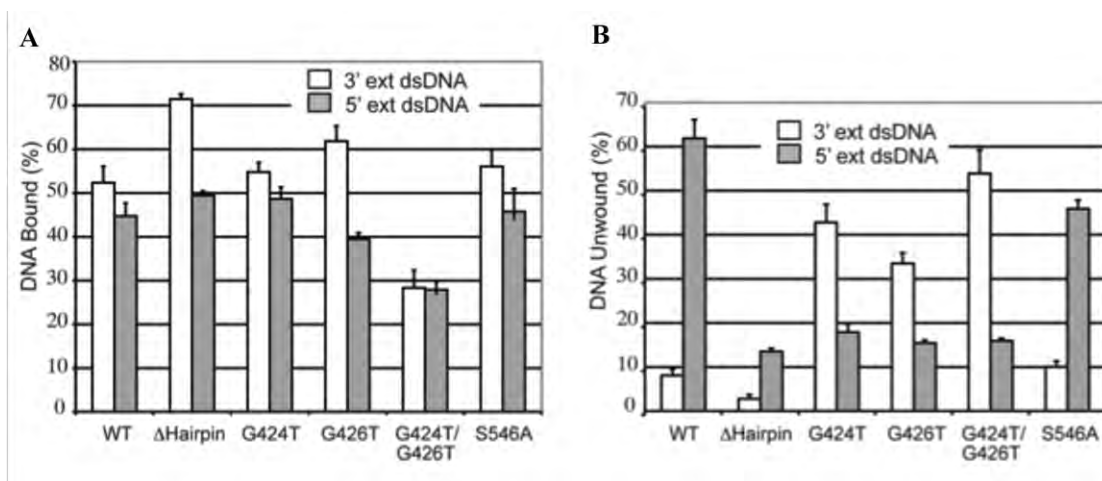 A
DNA Bound (%)
80
70
60
50
40
30
20
10
0
3' ext dsDNA
5' ext dsDNA
WT ΔHairpin G424T G426T G424T/ S546A
G426T
B
DNA Unwound (%)
70
60
50
40
30
20
10
0
3' ext dsDNA
5' ext dsDNA
WT ΔHairpin G424T G426T G424T/ S546A
G426T